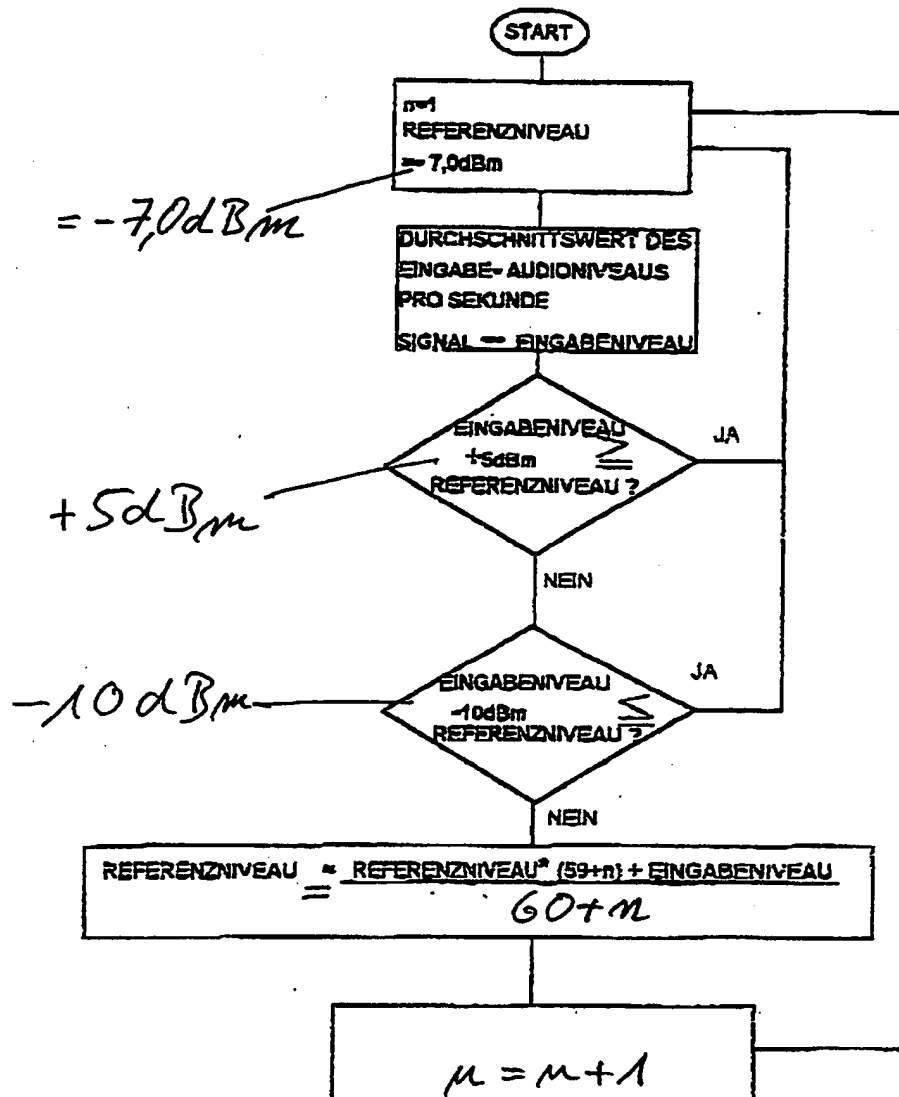 START
n=1
REFERENZNIVEAU
=-7,0dBm
= -7,0dBm
DURCHSCHNITTSWERT DES
EINGABE-AUDIONIVEAUS
PRO SEKUNDE
SIGNAL = EINGABENIVEAU
EINGABENIVEAU
+5dBm ≧
REFERENZNIVEAU ?
JA
+5dBm
NEIN
EINGABENIVEAU
-10dBm ≦
REFERENZNIVEAU ?
JA
-10dBm
NEIN
REFERENZNIVEAU = REFERENZNIVEAU* (59+n) + EINGABENIVEAU
60+n
n = n+1